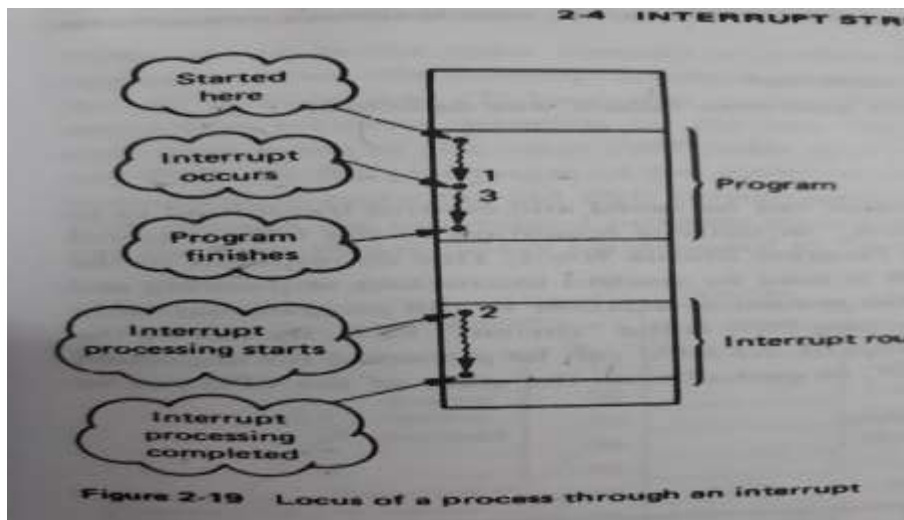 2-4 INTERRUPT STR
Started
here
Interrupt
occurs
1
3
Program
Program
finishes
2
Interrupt
processing starts
Interrupt rou
Interrupt
processing
completed
Figure 2-19 Locus of a process through an interrupt